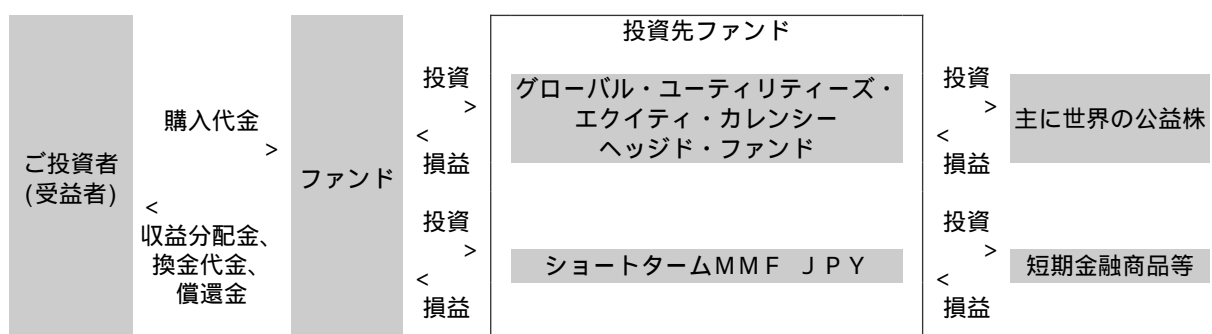 ご投資者
(受益者)
購入代金
>
<
収益分配金、
換金代金、
償還金
ファンド
投資
>
<
損益
投資
>
<
損益
投資先ファンド
グローバル・ユーティリティーズ・
エクイティ・カレンシー
ヘッジド・ファンド
ショートタームMMF JPY
投資
>
<
損益
投資
>
<
損益
主に世界の公益株
短期金融商品等